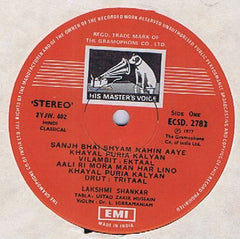 REGD. TRADE MARK OF
THE GRAMOPHONE CO. LTD.
HIS MASTER'S VOICE
'STEREO'
2YJW. 402
HINDI
CLASSICAL
Side One
ECSD. 2783
℗ 1977
The Gramophone
Co. of India Ltd.
SANJH BHAI SHYAM NAHIN AAYE
KHAYAL PURIA KALYAN
VILAMBIT: EKTAAL
AALI RI MORA MAN HAR LINO
KHAYAL PURIA KALYAN
DRUT: TRITAAL
LAKSHMI SHANKAR
TABLA: USTAD ZAKIR HUSSAIN
VIOLIN: DR. L. SUBRAMANIAM
EMI
MADE IN INDIA